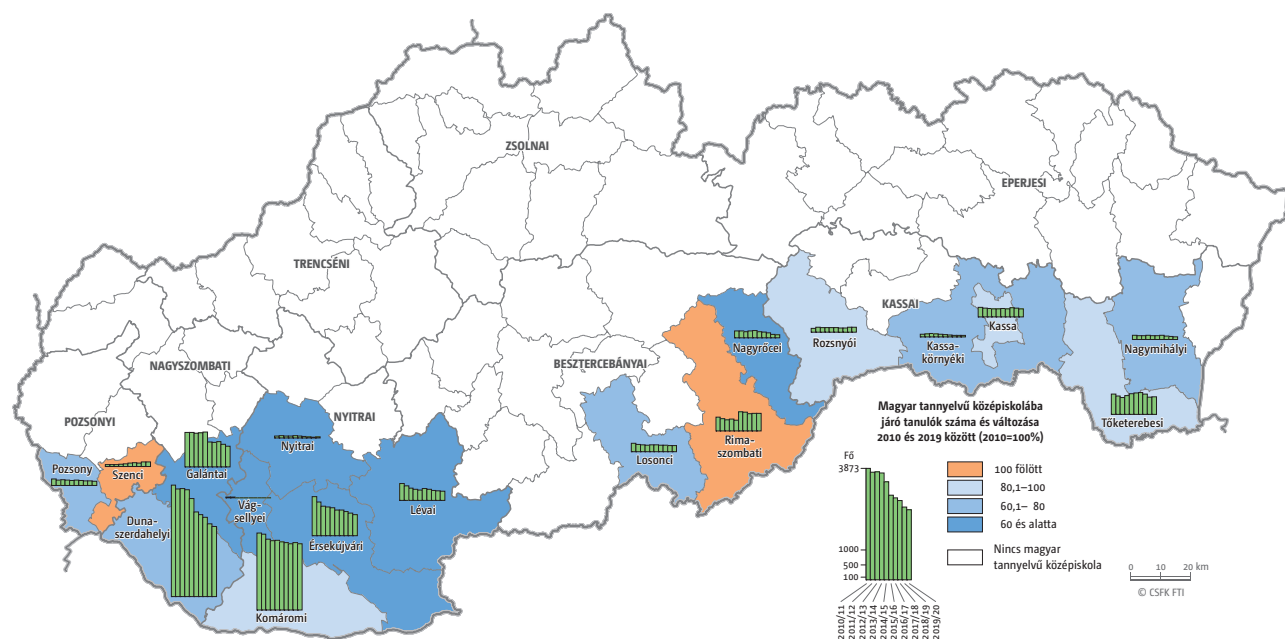 ZSOLNAI
EPERJESI
TRENCSÉNI
KASSAI
BESZTERCEBÁNYAI
NAGYSZOMBATI
NYITRAI
POZSONYI
Pozsony
Szenci
Galántai
Nyitrai
Duna-
szerdahelyi
Vág-
sellyei
Érsekújvári
Komáromi
Lévai
Losonci
Rima-
szombati
Nagyrőcei
Rozsnyói
Kassa-
környéki
Kassa
Nagymihályi
Tőketerebesi
Magyar tannyelvű középiskolába
járó tanulók száma és változása
2010 és 2019 között (2010=100%)
Fő
3873
1000
500
100
2010/11
2011/12
2012/13
2013/14
2014/15
2015/16
2016/17
2017/18
2018/19
2019/20
100 fölött
80,1–100
60,1– 80
60 és alatta
Nincs magyar
tannyelvű középiskola
0 10 20 km
© CSFK FTI